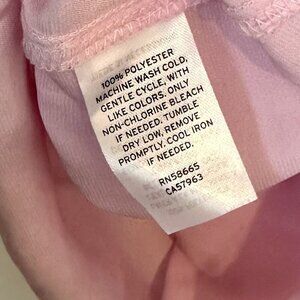 100% POLYESTER
MACHINE WASH COLD,
GENTLE CYCLE, WITH
LIKE COLORS. ONLY
NON-CHLORINE BLEACH
IF NEEDED. TUMBLE
DRY LOW. REMOVE
PROMPTLY. COOL IRON
IF NEEDED.
RN58665
CA57963